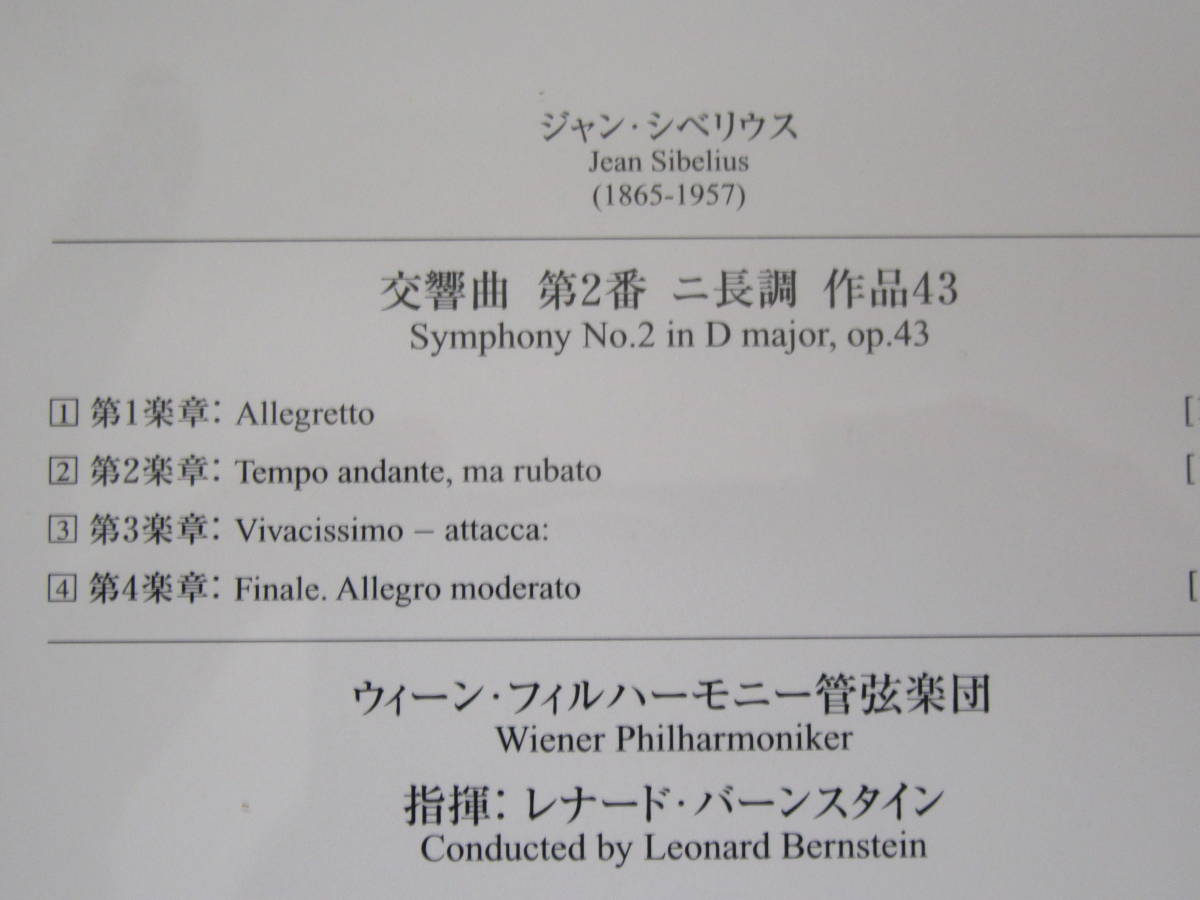 ジャン・シベリウス
Jean Sibelius
(1865-1957)
交響曲 第2番 ニ長調 作品43
Symphony No.2 in D major, op.43
1 第1楽章: Allegretto [
2 第2楽章: Tempo andante, ma rubato [
3 第3楽章: Vivacissimo – attacca:
4 第4楽章: Finale. Allegro moderato [
ウィーン・フィルハーモニー管弦楽団
Wiener Philharmoniker
指揮: レナード・バーンスタイン
Conducted by Leonard Bernstein